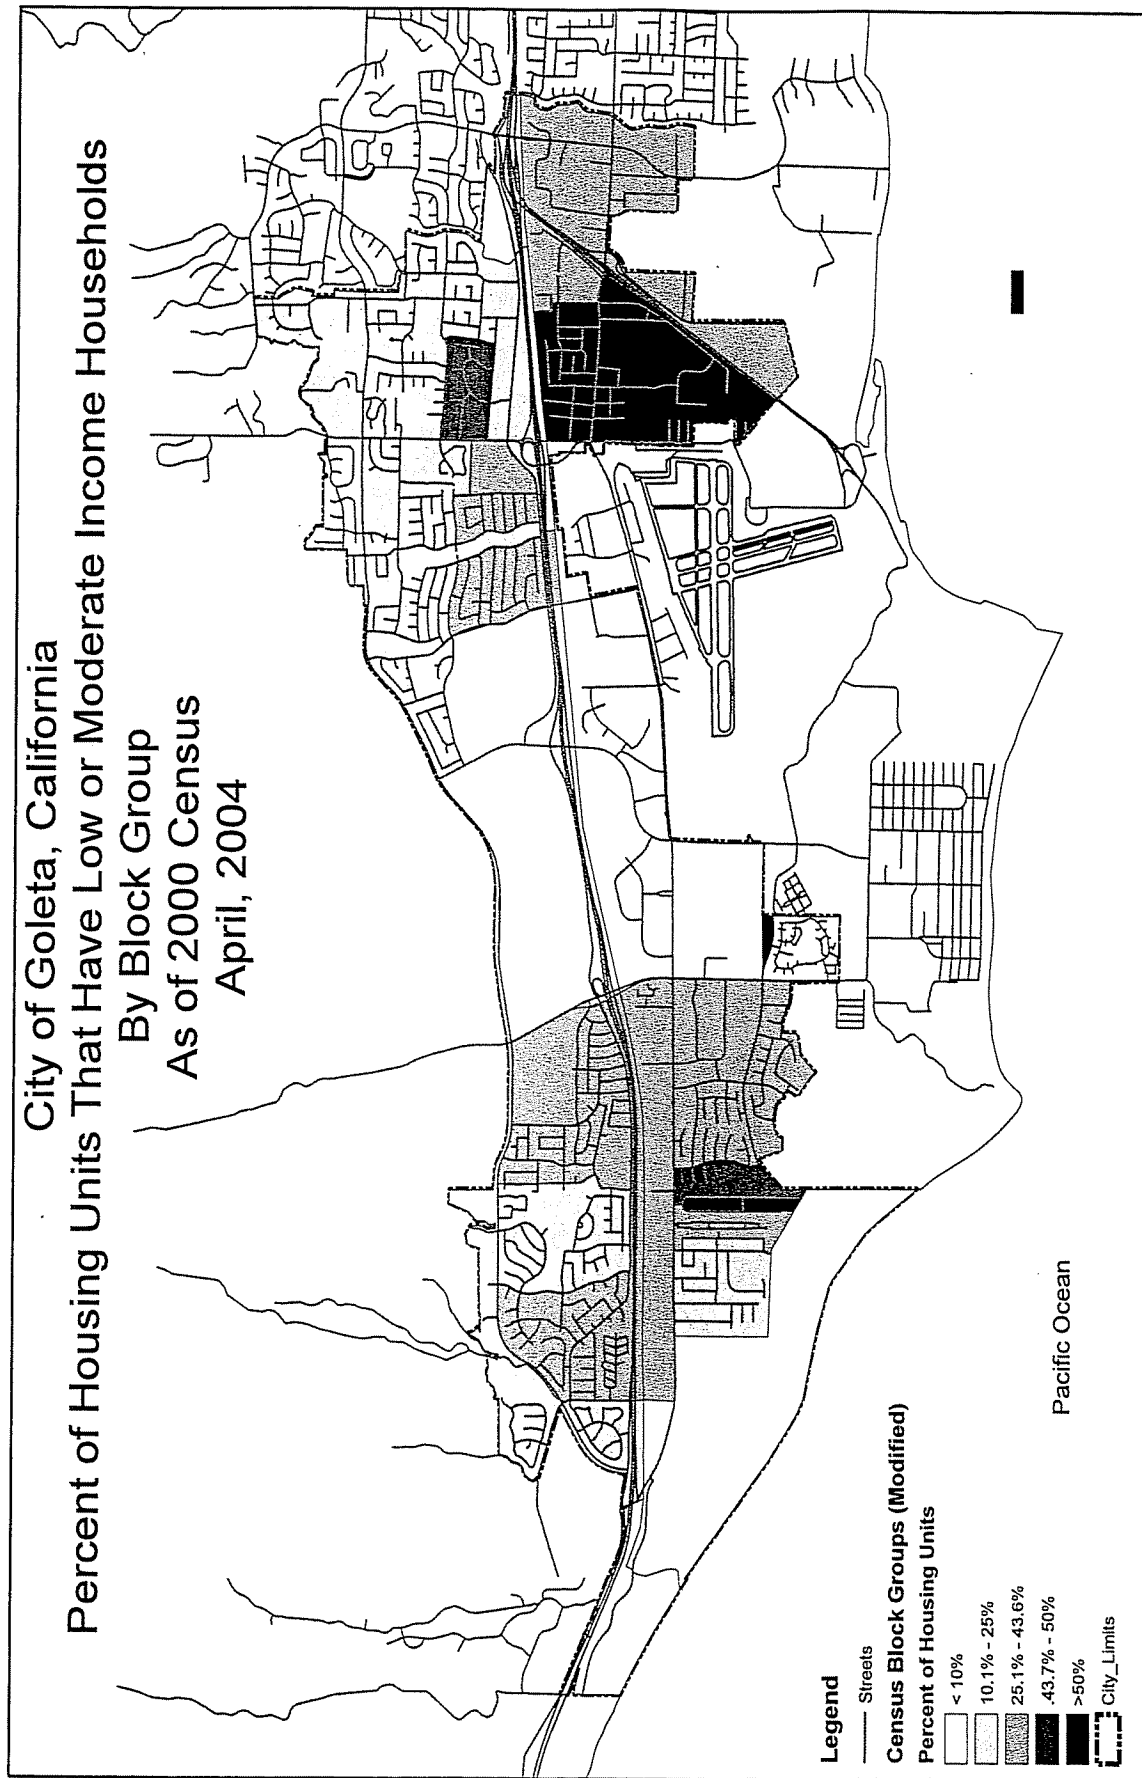 City of Goleta, California
Percent of Housing Units That Have Low or Moderate Income Households
By Block Group
As of 2000 Census
April, 2004
Pacific Ocean
Legend
Streets
Census Block Groups (Modified)
Percent of Housing Units
< 10%
10.1% - 25%
25.1% - 43.6%
.43.7% - 50%
>50%
City_Limits